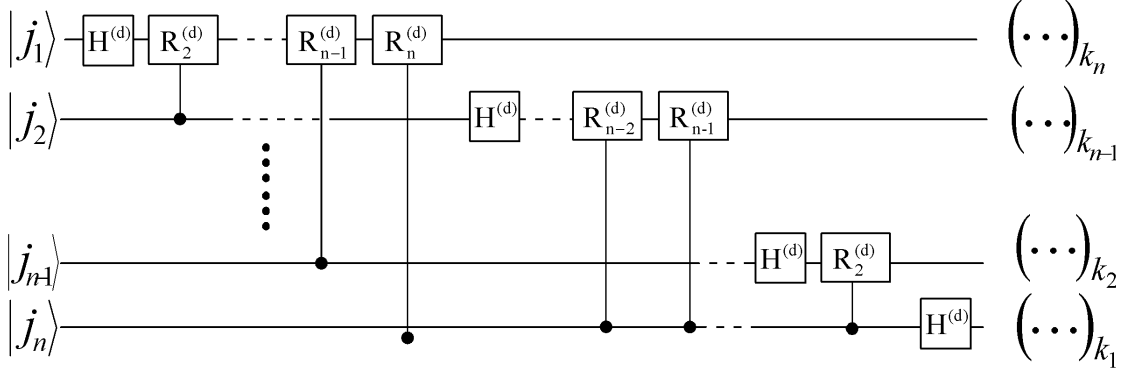 |j₁⟩ H⁽ᵈ⁾ R₂⁽ᵈ⁾ Rₙ₋₁⁽ᵈ⁾ Rₙ⁽ᵈ⁾ (···)ₖₙ
|j₂⟩ H⁽ᵈ⁾ Rₙ₋₂⁽ᵈ⁾ Rₙ₋₁⁽ᵈ⁾ (···)ₖₙ₋₁
|jₙ₋₁⟩ H⁽ᵈ⁾ R₂⁽ᵈ⁾ (···)ₖ₂
|jₙ⟩ H⁽ᵈ⁾ (···)ₖ₁